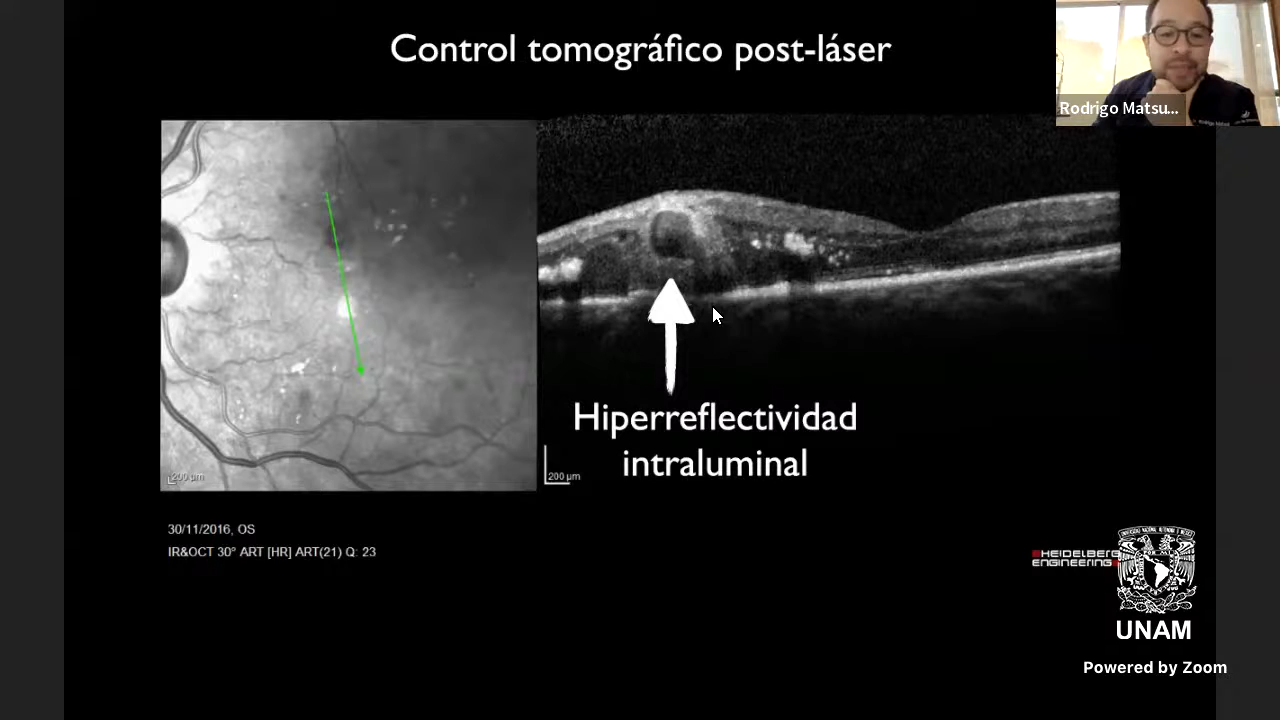 Control tomográfico post-láser
Rodrigo Matsu...
Hiperreflectividad
intraluminal
200 µm
200 µm
30/11/2016, OS
IR&OCT 30° ART [HR] ART(21) Q: 23
HEIDELBERG
ENGINEERING
UNAM
Powered by Zoom